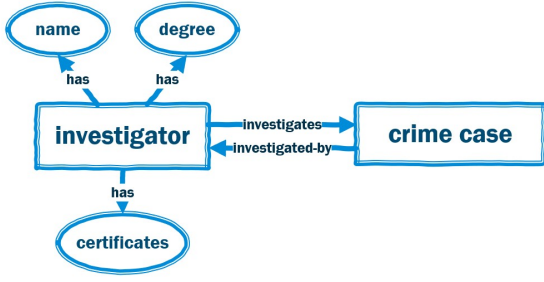 name
degree
has
has
investigator
investigates
investigated-by
crime case
has
certificates